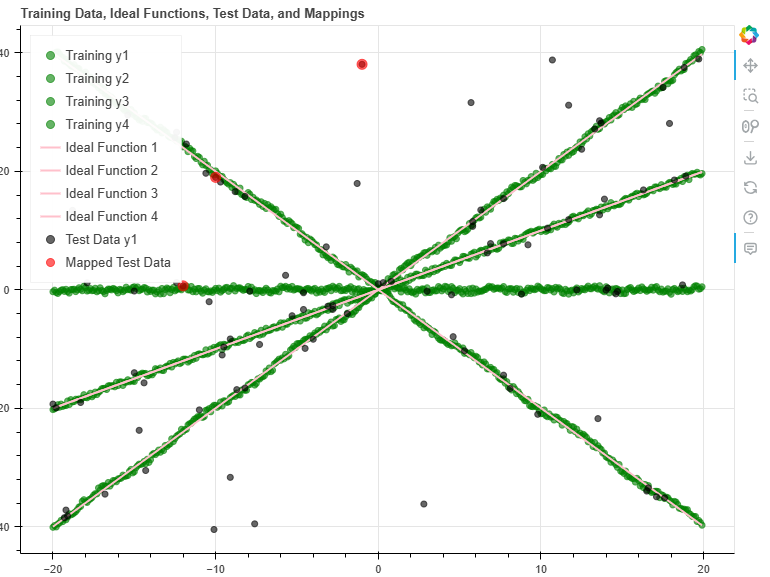 Training Data, Ideal Functions, Test Data, and Mappings
Training y1
Training y2
Training y3
Training y4
Ideal Function 1
Ideal Function 2
Ideal Function 3
Ideal Function 4
Test Data y1
Mapped Test Data
40
20
0
20
40
−20 −10 0 10 20